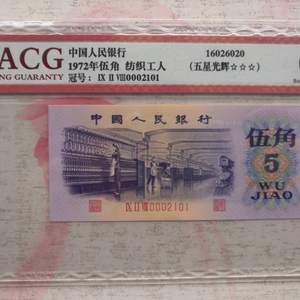 ACG
NG GUARANTY
中国人民银行 16026020
1972年伍角 纺织工人 (五星光辉☆☆☆)
冠号: IX II VIII0002101
中國人民銀行
伍角
5
WU
JIAO
IX II VIII0002101